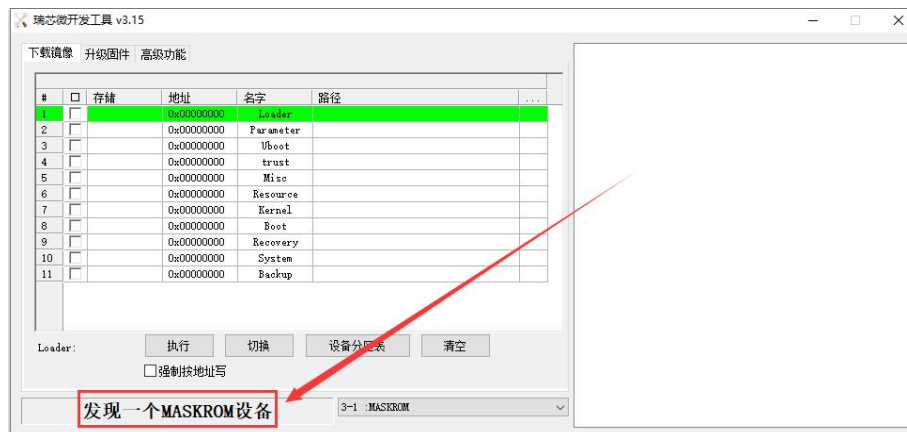 瑞芯微开发工具 v3.15
下载镜像 升级固件 高级功能
# 存储 地址 名字 路径 ...
1 0x00000000 Loader
2 0x00000000 Parameter
3 0x00000000 Uboot
4 0x00000000 trust
5 0x00000000 Misc
6 0x00000000 Resource
7 0x00000000 Kernel
8 0x00000000 Boot
9 0x00000000 Recovery
10 0x00000000 System
11 0x00000000 Backup
Loader: 执行 切换 设备分区表 清空
强制按地址写
发现一个MASKROM设备 3-1 :MASKROM